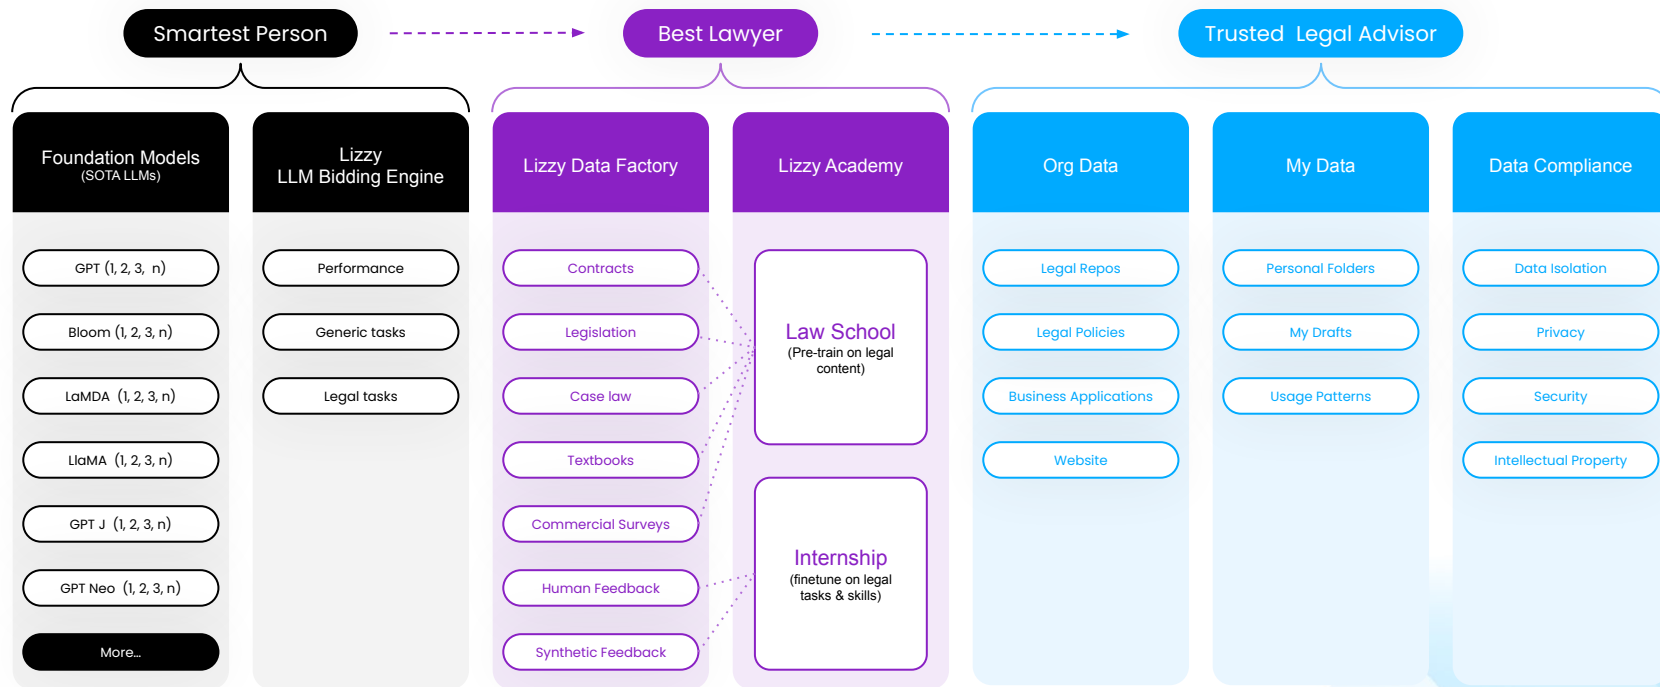 Smartest Person
Best Lawyer
Trusted Legal Advisor
Foundation Models
(SOTA LLMs)
Lizzy
LLM Bidding Engine
Lizzy Data Factory
Lizzy Academy
Org Data
My Data
Data Compliance
GPT (1, 2, 3, n)
Bloom (1, 2, 3, n)
LaMDA (1, 2, 3, n)
LlaMA (1, 2, 3, n)
GPT J (1, 2, 3, n)
GPT Neo (1, 2, 3, n)
More...
Performance
Generic tasks
Legal tasks
Contracts
Legislation
Case law
Textbooks
Commercial Surveys
Human Feedback
Synthetic Feedback
Law School
(Pre-train on legal
content)
Internship
(finetune on legal
tasks & skills)
Legal Repos
Legal Policies
Business Applications
Website
Personal Folders
My Drafts
Usage Patterns
Data Isolation
Privacy
Security
Intellectual Property